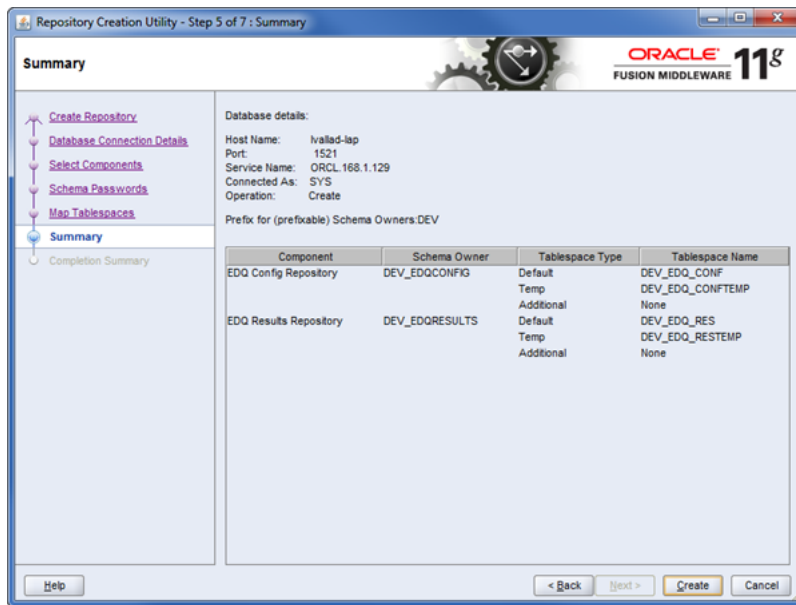 Repository Creation Utility - Step 5 of 7 : Summary
Summary
ORACLE
FUSION MIDDLEWARE 11g
Create Repository
Database Connection Details
Select Components
Schema Passwords
Map Tablespaces
Summary
Completion Summary
Database details:
Host Name: lvallad-lap
Port: 1521
Service Name: ORCL.168.1.129
Connected As: SYS
Operation: Create
Prefix for (prefixable) Schema Owners:DEV
Component Schema Owner Tablespace Type Tablespace Name
EDQ Config Repository DEV_EDQCONFIG Default DEV_EDQ_CONF
Temp DEV_EDQ_CONFTEMP
Additional None
EDQ Results Repository DEV_EDQRESULTS Default DEV_EDQ_RES
Temp DEV_EDQ_RESTEMP
Additional None
Help < Back Next > Create Cancel